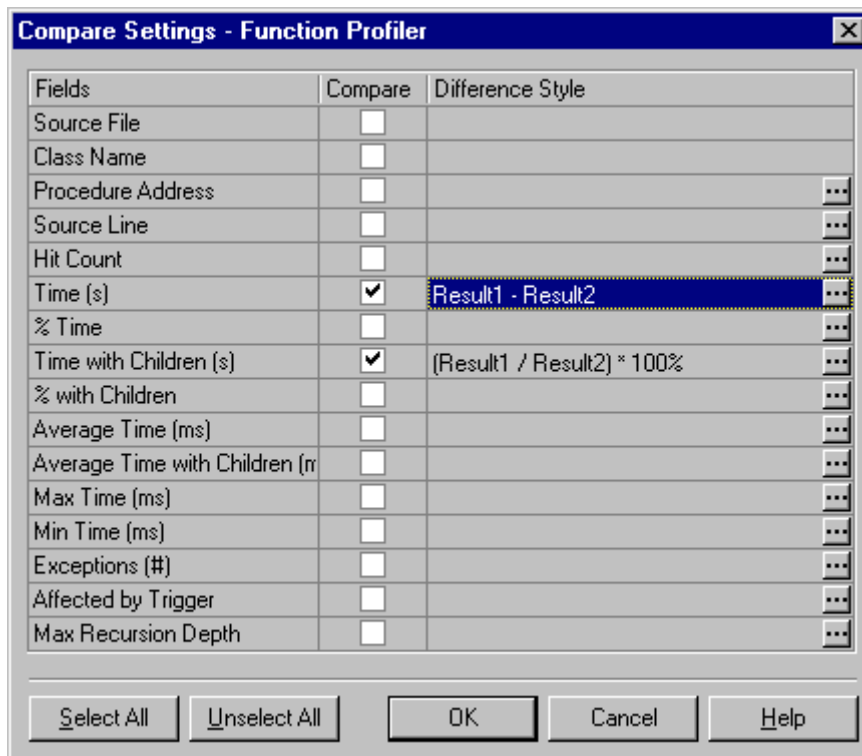 Compare Settings - Function Profiler
Fields Compare Difference Style
Source File
Class Name
Procedure Address ...
Source Line ...
Hit Count ...
Time (s) Result1 - Result2 ...
% Time ...
Time with Children (s) (Result1 / Result2) * 100% ...
% with Children ...
Average Time (ms) ...
Average Time with Children (m ...
Max Time (ms) ...
Min Time (ms) ...
Exceptions (#) ...
Affected by Trigger ...
Max Recursion Depth ...
Select All Unselect All OK Cancel Help